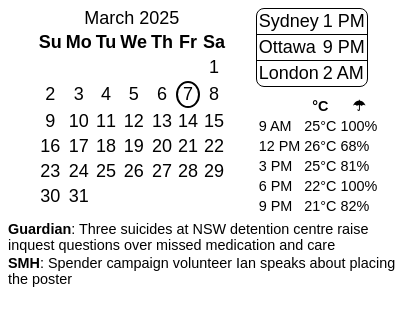 March 2025
Su Mo Tu We Th Fr Sa
1
2 3 4 5 6 7 8
9 10 11 12 13 14 15
16 17 18 19 20 21 22
23 24 25 26 27 28 29
30 31
Sydney 1 PM
Ottawa 9 PM
London 2 AM
°C ☂
9 AM 25°C 100%
12 PM 26°C 68%
3 PM 25°C 81%
6 PM 22°C 100%
9 PM 21°C 82%
Guardian: Three suicides at NSW detention centre raise
inquest questions over missed medication and care
SMH: Spender campaign volunteer Ian speaks about placing
the poster